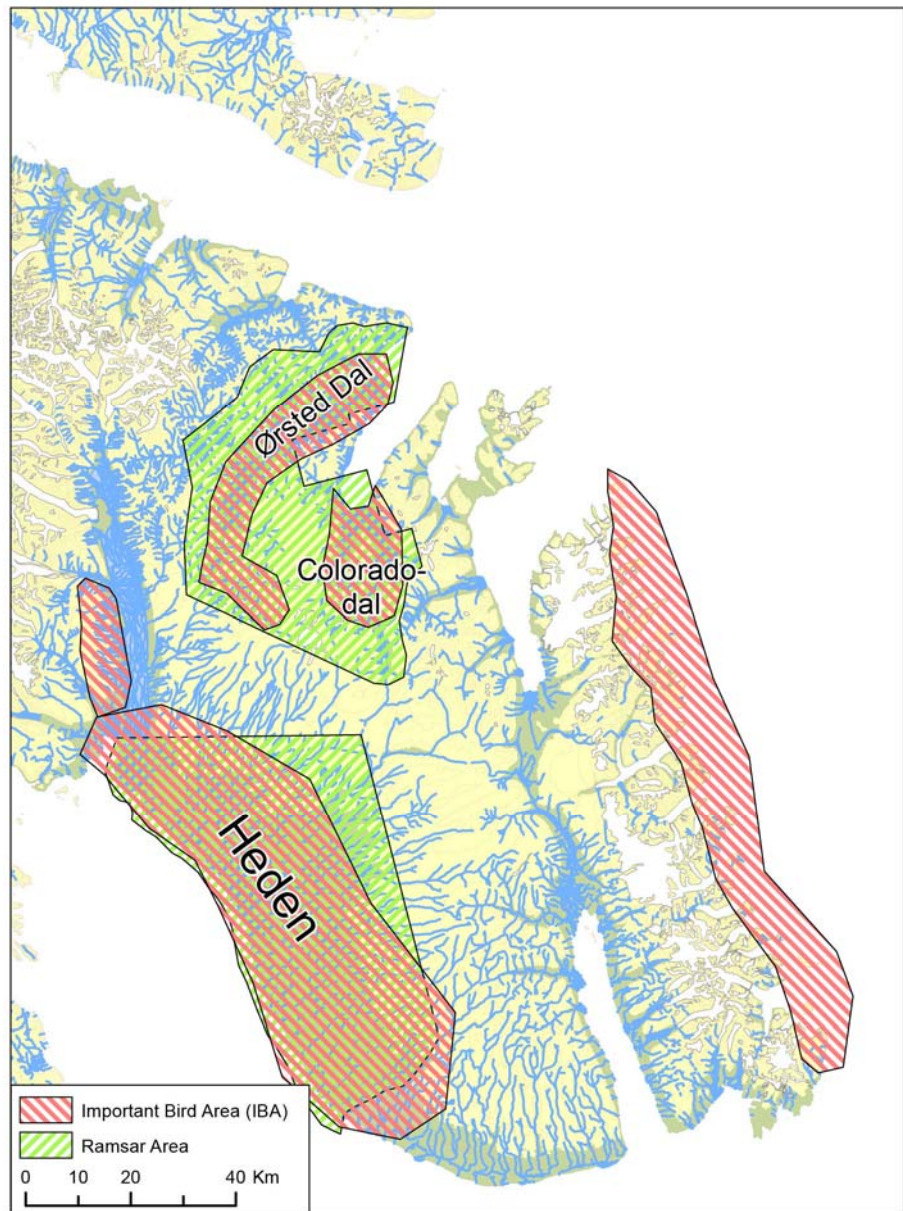 Ørsted Dal
Colorado-
dal
Heden
Important Bird Area (IBA)
Ramsar Area
0 10 20 40 Km